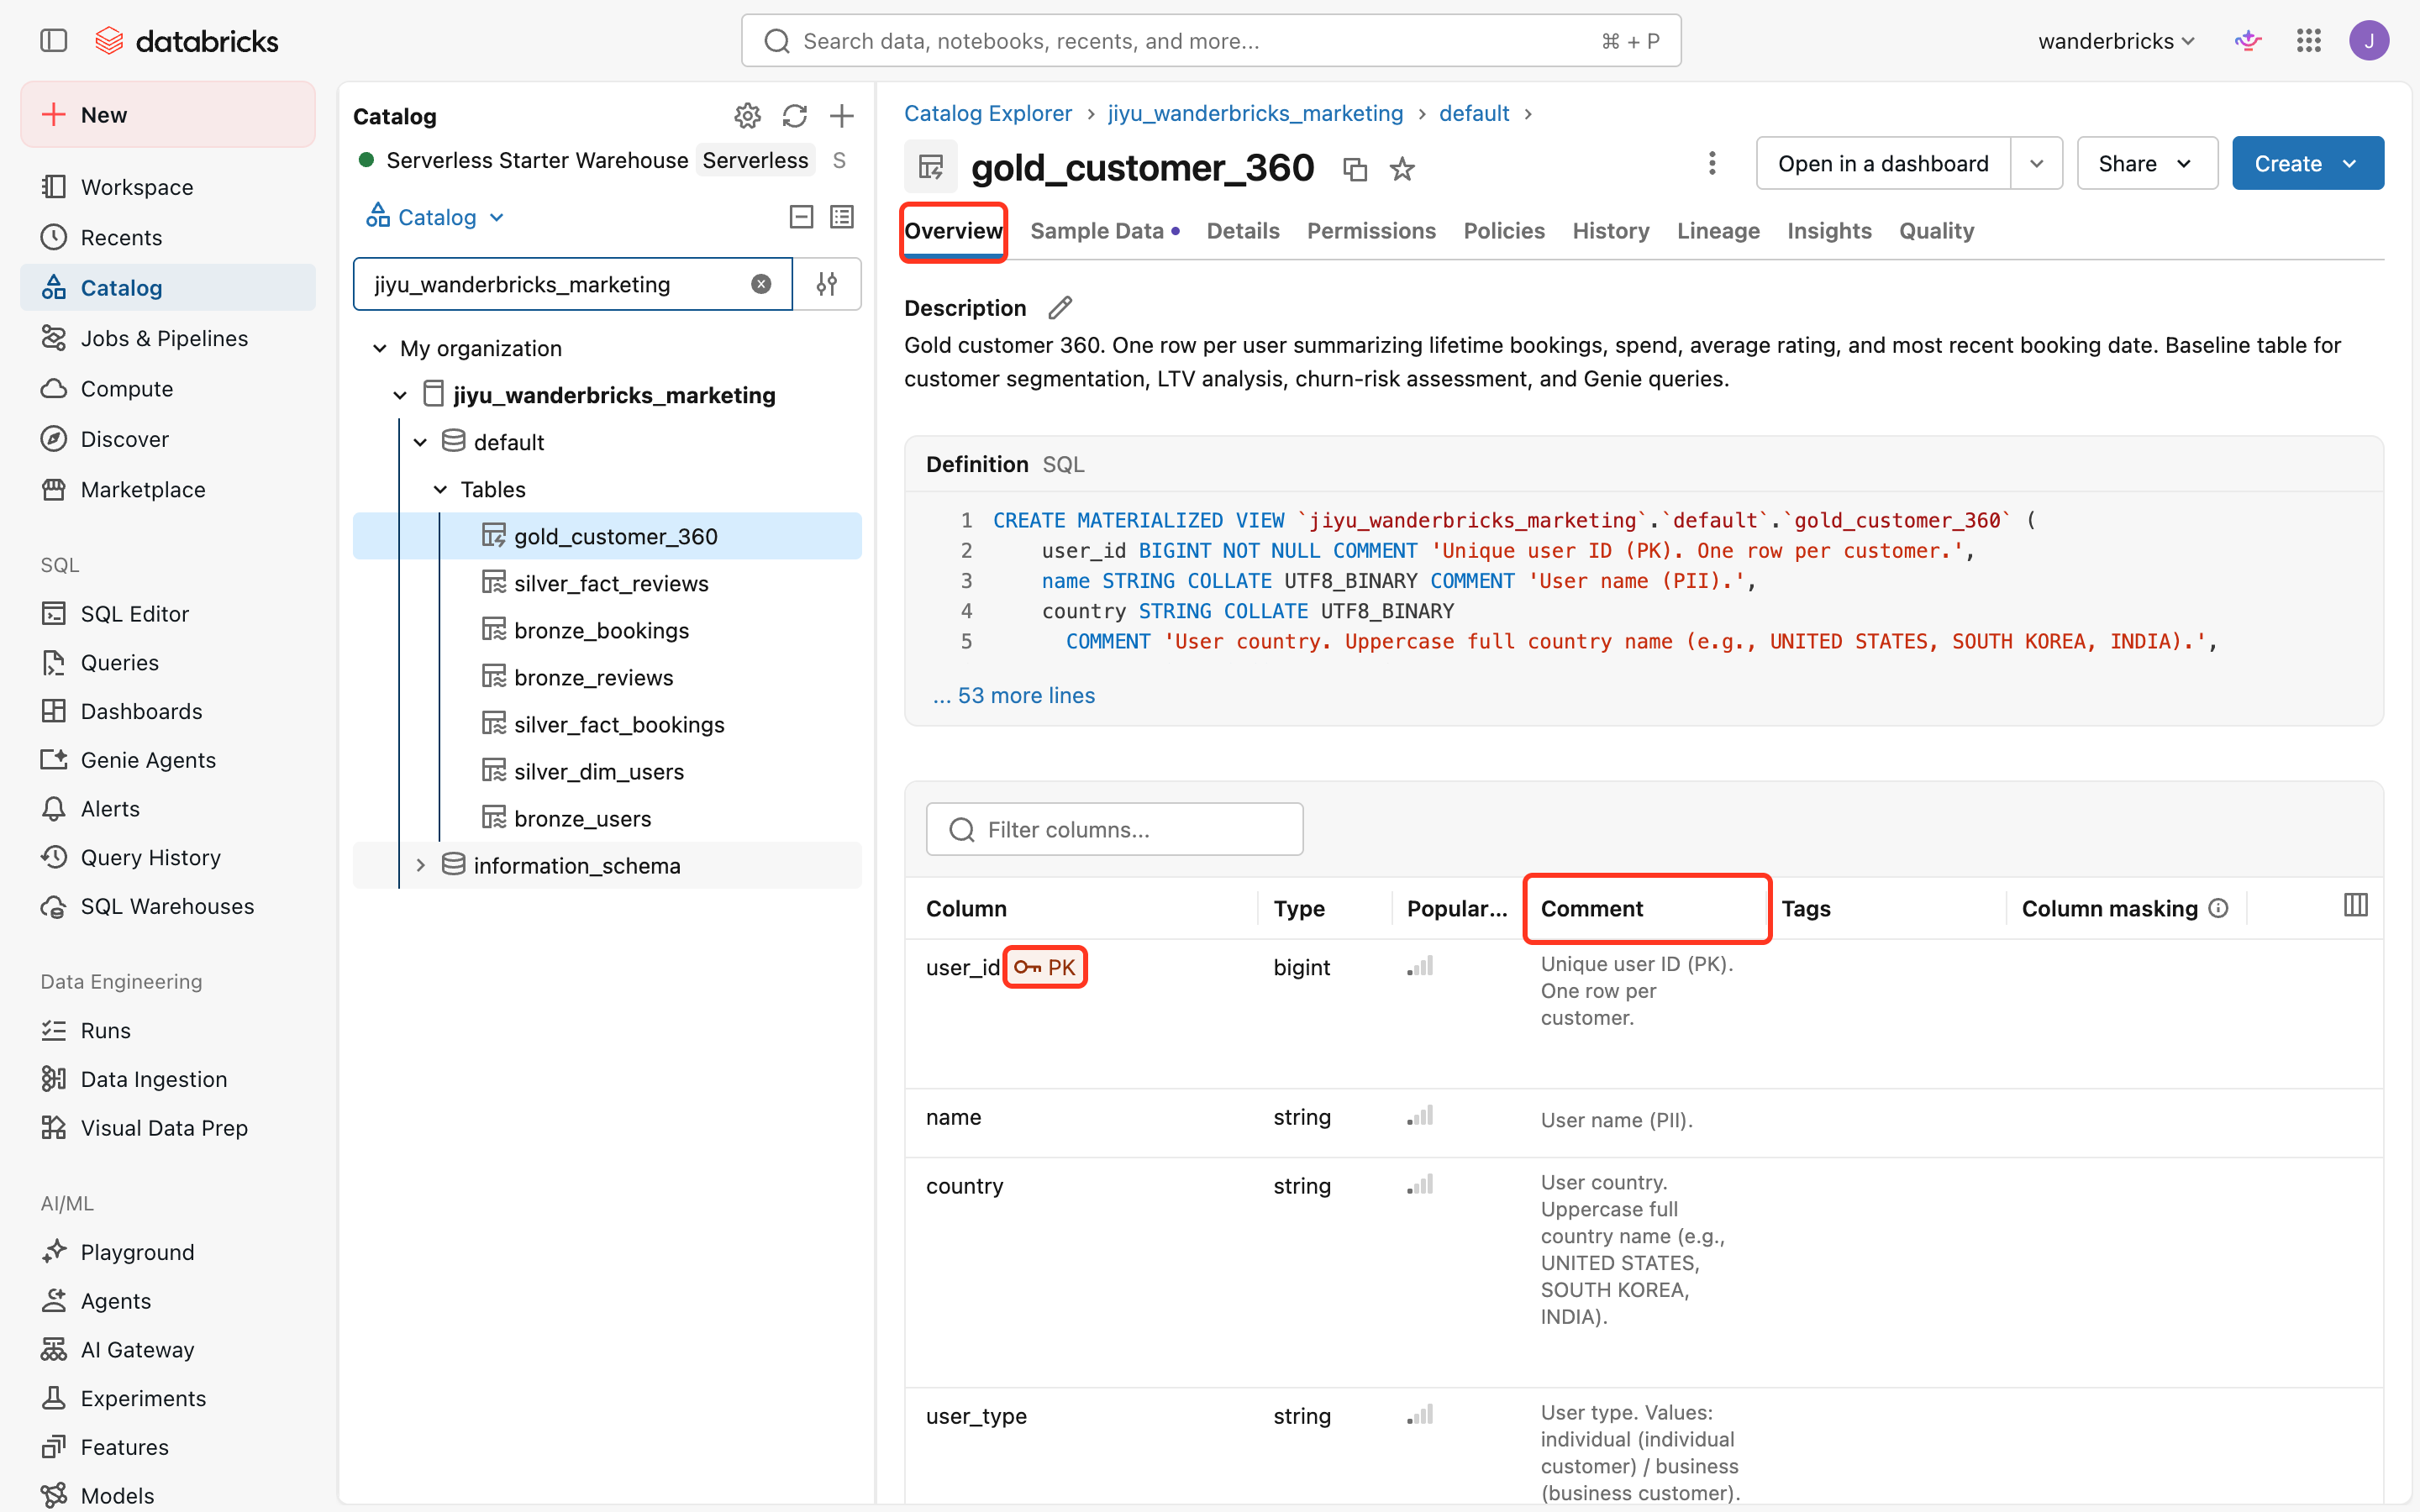 databricks
Search data, notebooks, recents, and more...
⌘ + P
wanderbricks
J
New
Workspace
Recents
Catalog
Jobs & Pipelines
Compute
Discover
Marketplace
SQL
SQL Editor
Queries
Dashboards
Genie Agents
Alerts
Query History
SQL Warehouses
Data Engineering
Runs
Data Ingestion
Visual Data Prep
AI/ML
Playground
Agents
AI Gateway
Experiments
Features
Models
Catalog
Serverless Starter Warehouse Serverless S
Catalog
jiyu_wanderbricks_marketing
My organization
jiyu_wanderbricks_marketing
default
Tables
gold_customer_360
silver_fact_reviews
bronze_bookings
bronze_reviews
silver_fact_bookings
silver_dim_users
bronze_users
information_schema
Catalog Explorer › jiyu_wanderbricks_marketing › default ›
gold_customer_360
Open in a dashboard
Share
Create
Overview Sample Data Details Permissions Policies History Lineage Insights Quality
Description
Gold customer 360. One row per user summarizing lifetime bookings, spend, average rating, and most recent booking date. Baseline table for
customer segmentation, LTV analysis, churn-risk assessment, and Genie queries.
Definition SQL
1 CREATE MATERIALIZED VIEW `jiyu_wanderbricks_marketing`.`default`.`gold_customer_360` (
2 user_id BIGINT NOT NULL COMMENT 'Unique user ID (PK). One row per customer.',
3 name STRING COLLATE UTF8_BINARY COMMENT 'User name (PII).',
4 country STRING COLLATE UTF8_BINARY
5 COMMENT 'User country. Uppercase full country name (e.g., UNITED STATES, SOUTH KOREA, INDIA).',
... 53 more lines
Filter columns...
Column Type Popular... Comment Tags Column masking
user_id PK bigint
Unique user ID (PK).
One row per
customer.
name string
User name (PII).
country string
User country.
Uppercase full
country name (e.g.,
UNITED STATES,
SOUTH KOREA,
INDIA).
user_type string
User type. Values:
individual (individual
customer) / business
(business customer).